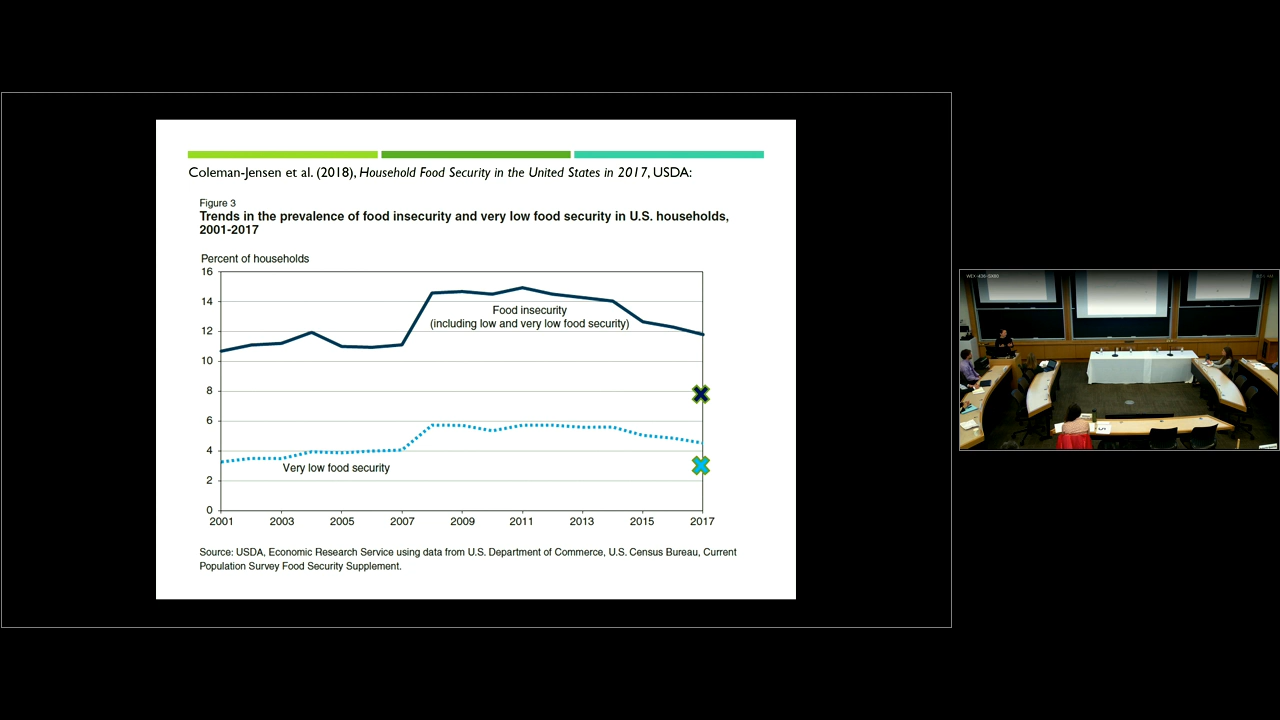 Coleman-Jensen et al. (2018), Household Food Security in the United States in 2017, USDA:
Figure 3
Trends in the prevalence of food insecurity and very low food security in U.S. households,
2001-2017
Percent of households
16
14
Food insecurity
(including low and very low food security)
12
10
8
6
4
Very low food security
2
0
2001 2003 2005 2007 2009 2011 2013 2015 2017
Source: USDA, Economic Research Service using data from U.S. Department of Commerce, U.S. Census Bureau, Current
Population Survey Food Security Supplement.